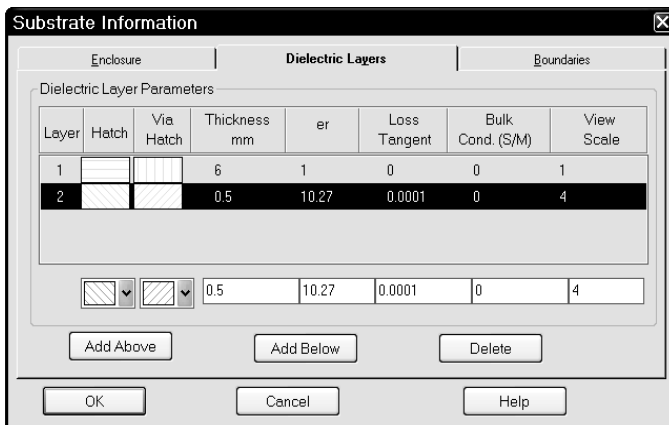 Substrate Information
Enclosure Dielectric Layers Boundaries
Dielectric Layer Parameters
Layer Hatch Via Hatch Thickness mm er Loss Tangent Bulk Cond. (S/M) View Scale
1 6 1 0 0 1
2 0.5 10.27 0.0001 0 4
0.5 10.27 0.0001 0 4
Add Above Add Below Delete
OK Cancel Help